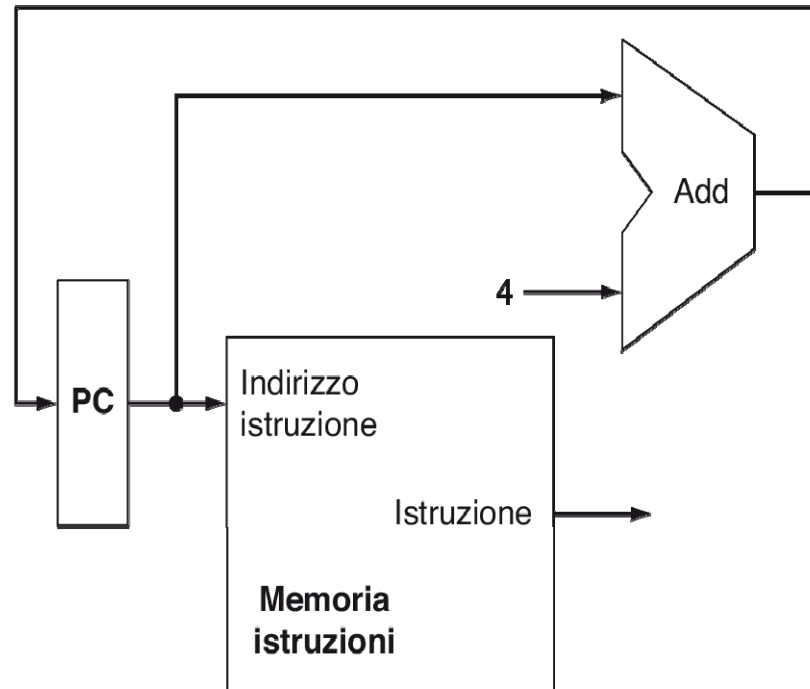 Add
4
PC
Indirizzo
istruzione
Istruzione
Memoria
istruzioni